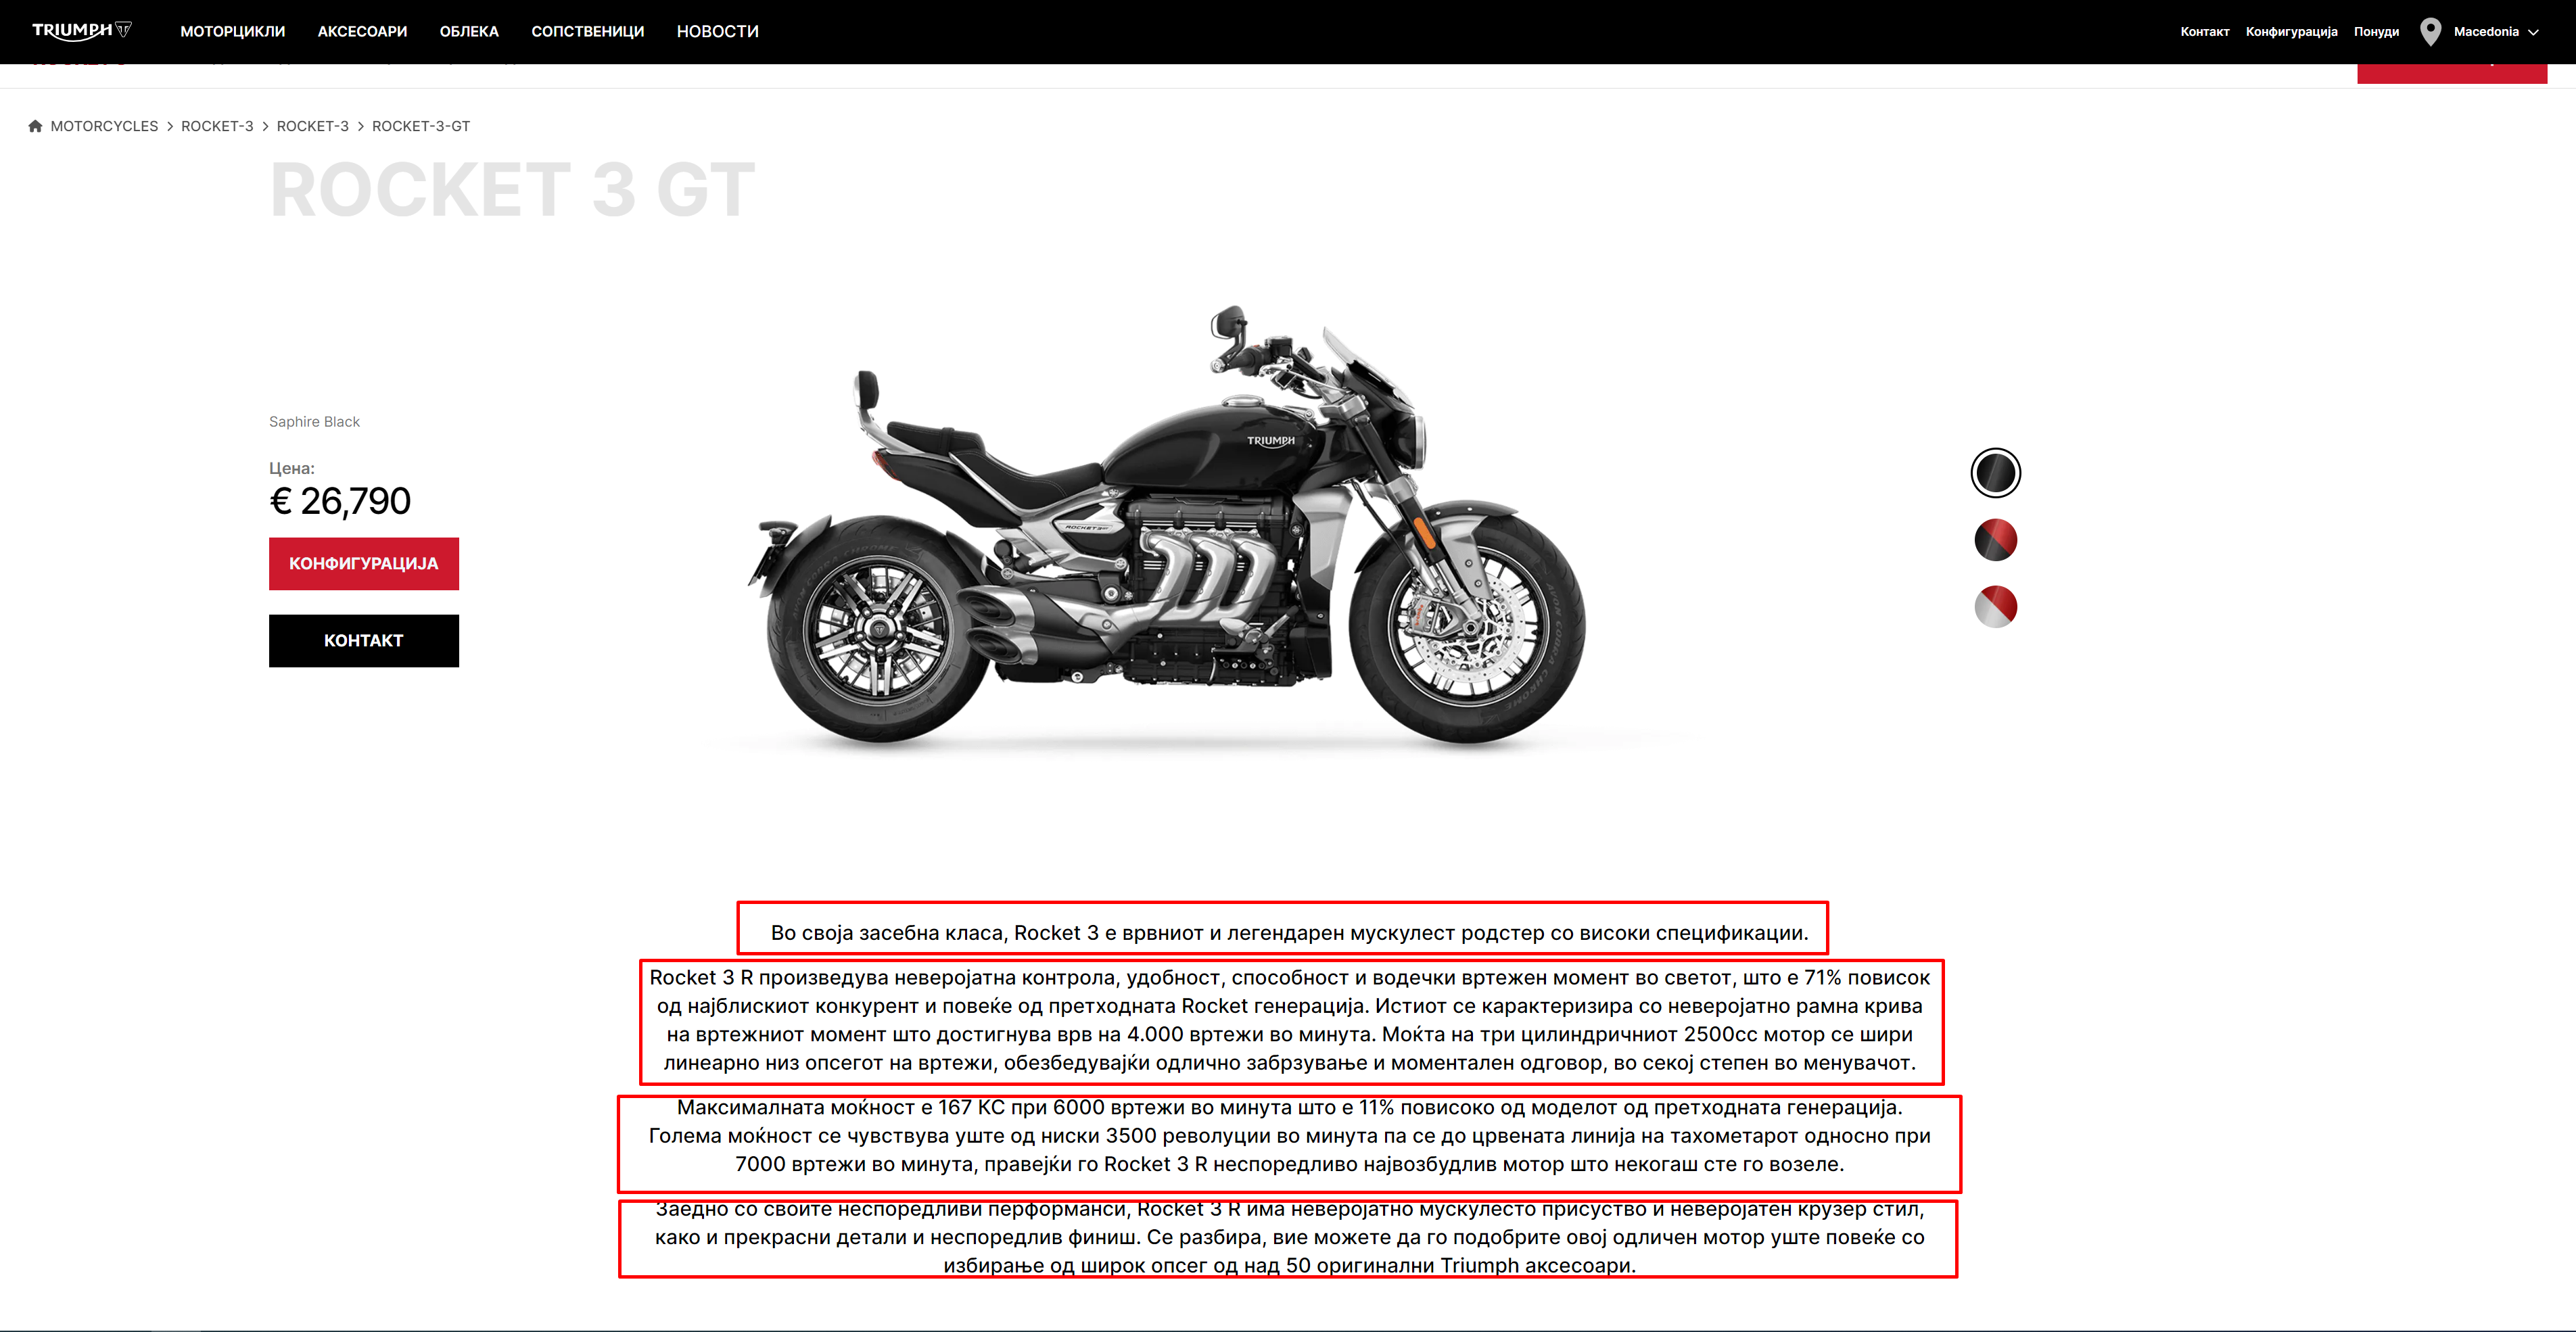 TRIUMPH
МОТОРЦИКЛИ АКСЕСОАРИ ОБЛЕКА СОПСТВЕНИЦИ НОВОСТИ
Контакт Конфигурација Понуди Macedonia
MOTORCYCLES > ROCKET-3 > ROCKET-3 > ROCKET-3-GT
ROCKET 3 GT
TRIUMPH
Saphire Black
Цена:
€ 26,790
КОНФИГУРАЦИЈА
КОНТАКТ
Во своја засебна класа, Rocket 3 е врвниот и легендарен мускулест родстер со високи спецификации.
Rocket 3 R произведува неверојатна контрола, удобност, способност и водечки вртежен момент во светот, што е 71% повисок
од најблискиот конкурент и повеќе од претходната Rocket генерација. Истиот се карактеризира со неверојатно рамна крива
на вртежниот момент што достигнува врв на 4.000 вртежи во минута. Моќта на три цилиндричниот 2500cc мотор се шири
линеарно низ опсегот на вртежи, обезбедувајќи одлично забрзување и моментален одговор, во секој степен во менувачот.
Максималната моќност е 167 КС при 6000 вртежи во минута што е 11% повисоко од моделот од претходната генерација.
Голема моќност се чувствува уште од ниски 3500 револуции во минута па се до црвената линија на тахометарот односно при
7000 вртежи во минута, правејќи го Rocket 3 R неспоредливо највозбудлив мотор што некогаш сте го возеле.
Заедно со своите неспоредливи перформанси, Rocket 3 R има неверојатно мускулесто присуство и неверојатен крузер стил,
како и прекрасни детали и неспоредлив финиш. Се разбира, вие можете да го подобрите овој одличен мотор уште повеќе со
избирање од широк опсег од над 50 оригинални Triumph аксесоари.